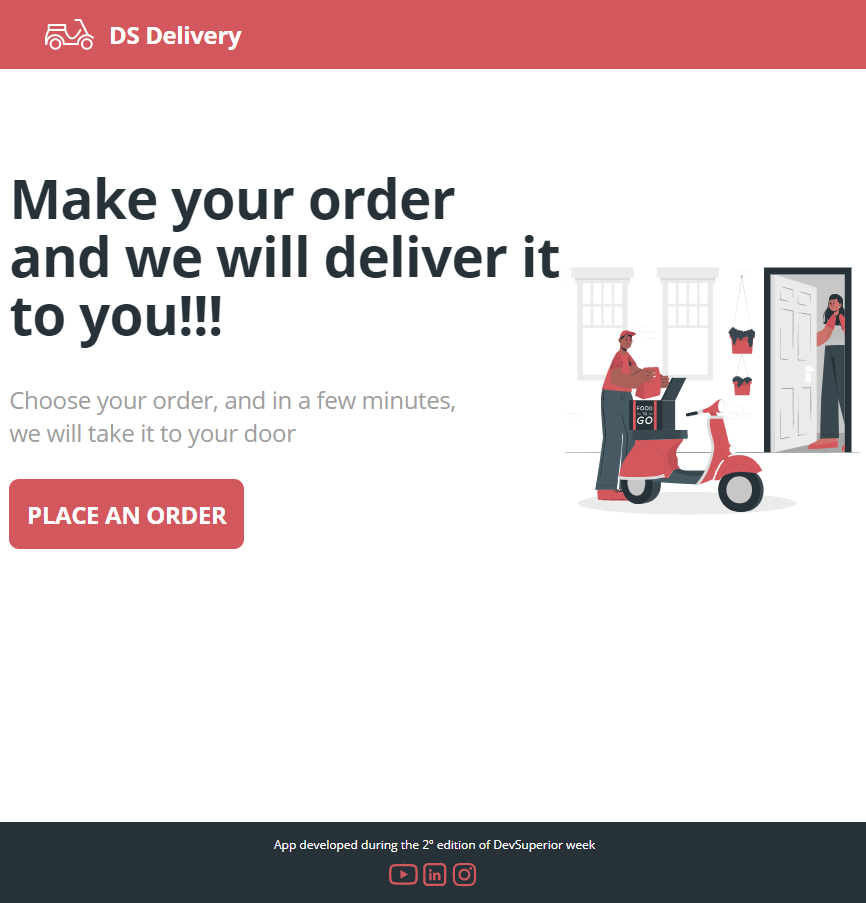 DS Delivery
Make your order
and we will deliver it
to you!!!
Choose your order, and in a few minutes,
we will take it to your door
PLACE AN ORDER
FOOD
TO
GO
App developed during the 2º edition of DevSuperior week
in